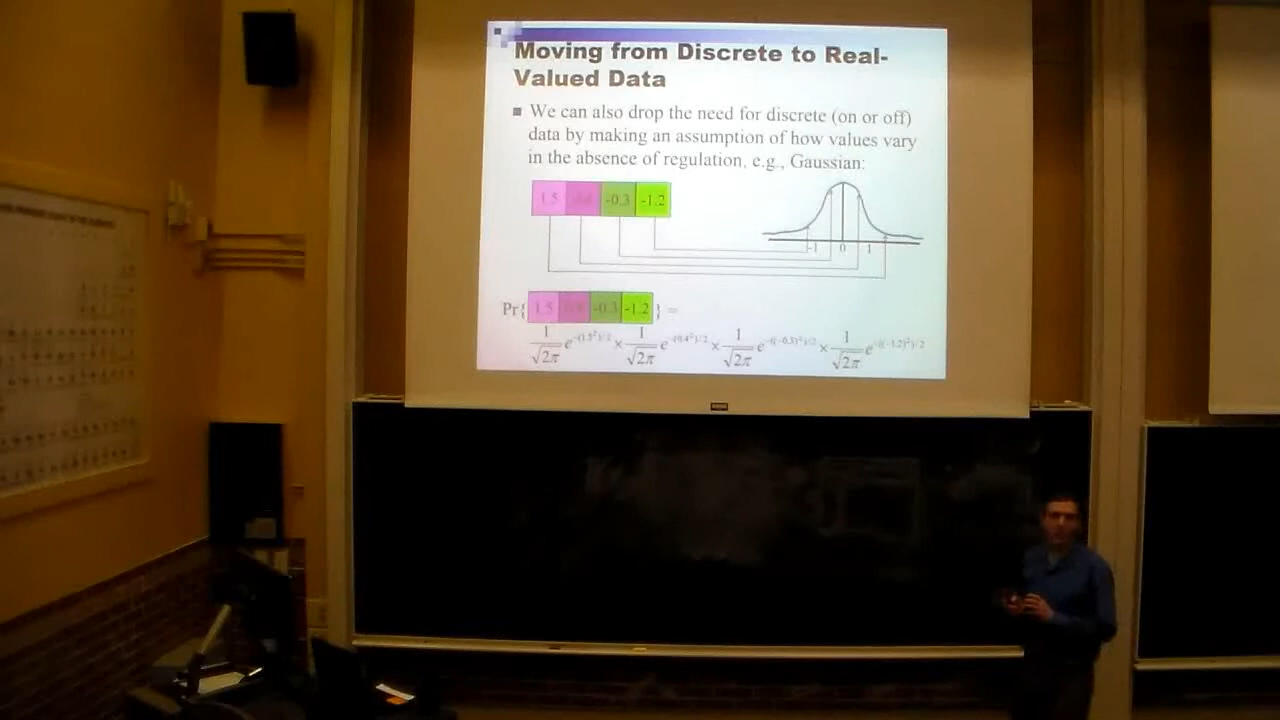 Moving from Discrete to Real-
Valued Data
We can also drop the need for discrete (on or off)
data by making an assumption of how values vary
in the absence of regulation, e.g., Gaussian:
1.5 -0.3 -1.2
-1 0 1
Pr{ 1.5 -0.3 -1.2 } =
1/√2π e^-(1.5²)/2 × 1/√2π e^-(0.4²)/2 × 1/√2π e^-((-0.3)²)/2 × 1/√2π e^-((-1.2)²)/2